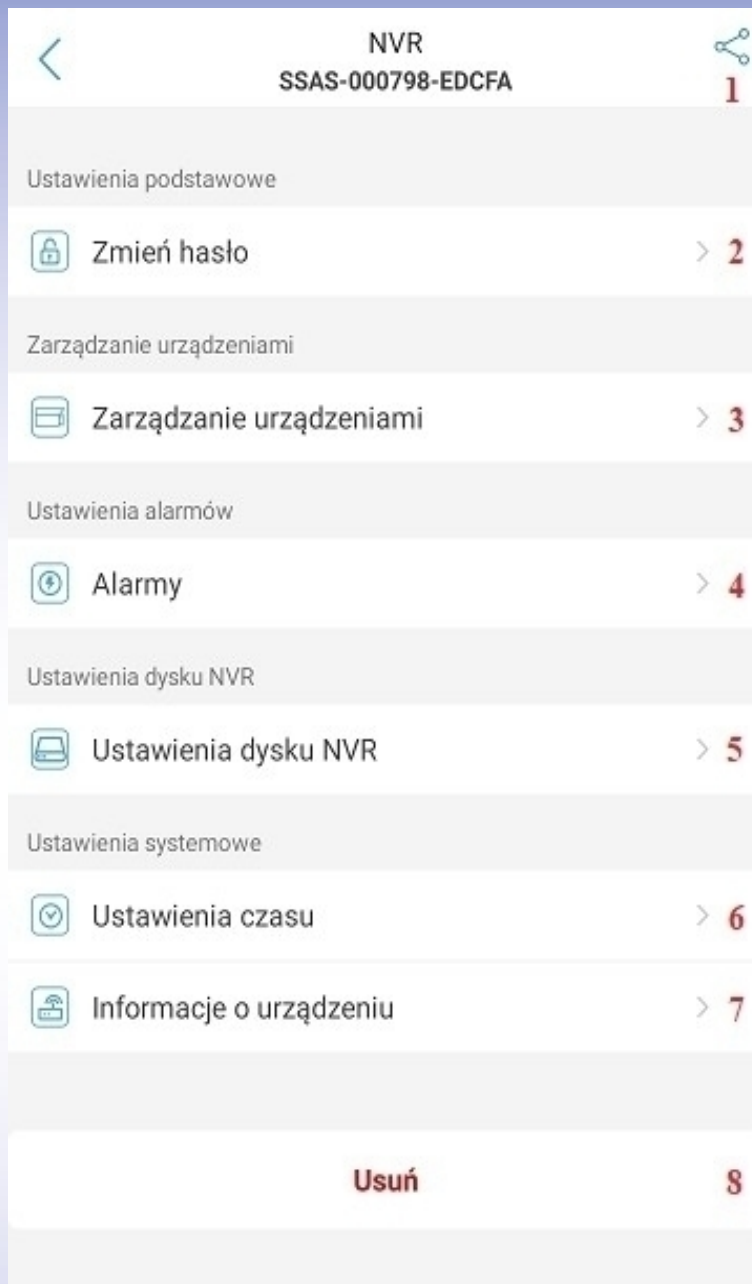 NVR
SSAS-000798-EDCFA
1
Ustawienia podstawowe
Zmień hasło 2
Zarządzanie urządzeniami
Zarządzanie urządzeniami 3
Ustawienia alarmów
Alarmy 4
Ustawienia dysku NVR
Ustawienia dysku NVR 5
Ustawienia systemowe
Ustawienia czasu 6
Informacje o urządzeniu 7
Usuń 8